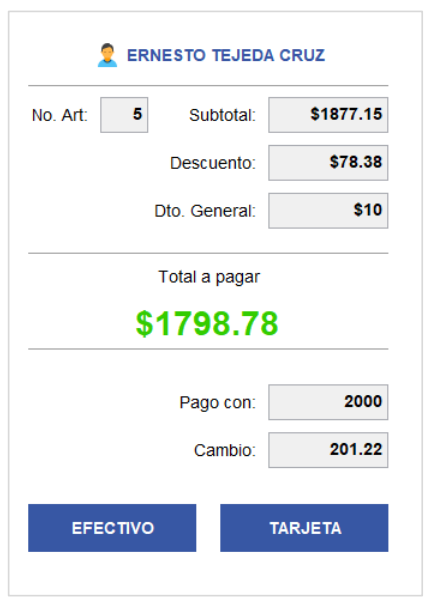 ERNESTO TEJEDA CRUZ
No. Art: 5 Subtotal: $1877.15
Descuento: $78.38
Dto. General: $10
Total a pagar
$1798.78
Pago con: 2000
Cambio: 201.22
EFECTIVO TARJETA